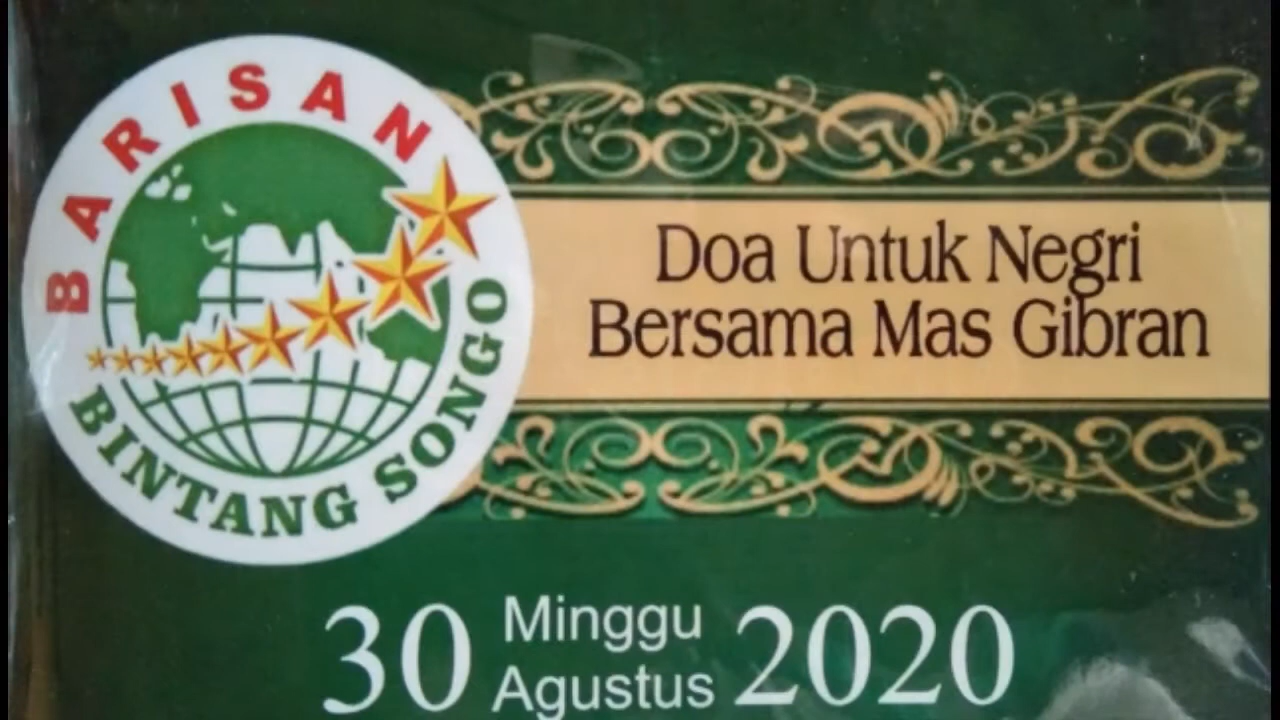 BARISAN
BINTANG SONGO
Doa Untuk Negri
Bersama Mas Gibran
30 Minggu Agustus 2020